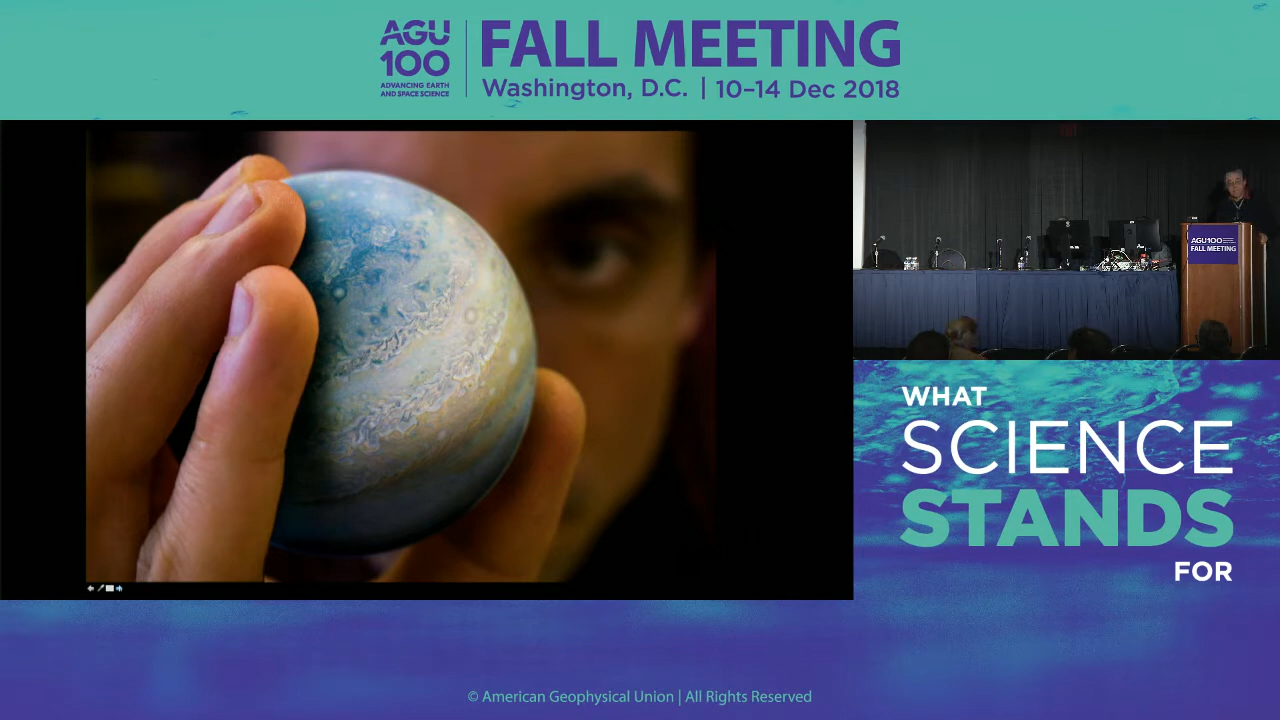 AGU
100
ADVANCING EARTH
AND SPACE SCIENCE
FALL MEETING
Washington, D.C. | 10–14 Dec 2018
AGU100
FALL MEETING
WHAT
SCIENCE
STANDS
FOR
© American Geophysical Union | All Rights Reserved